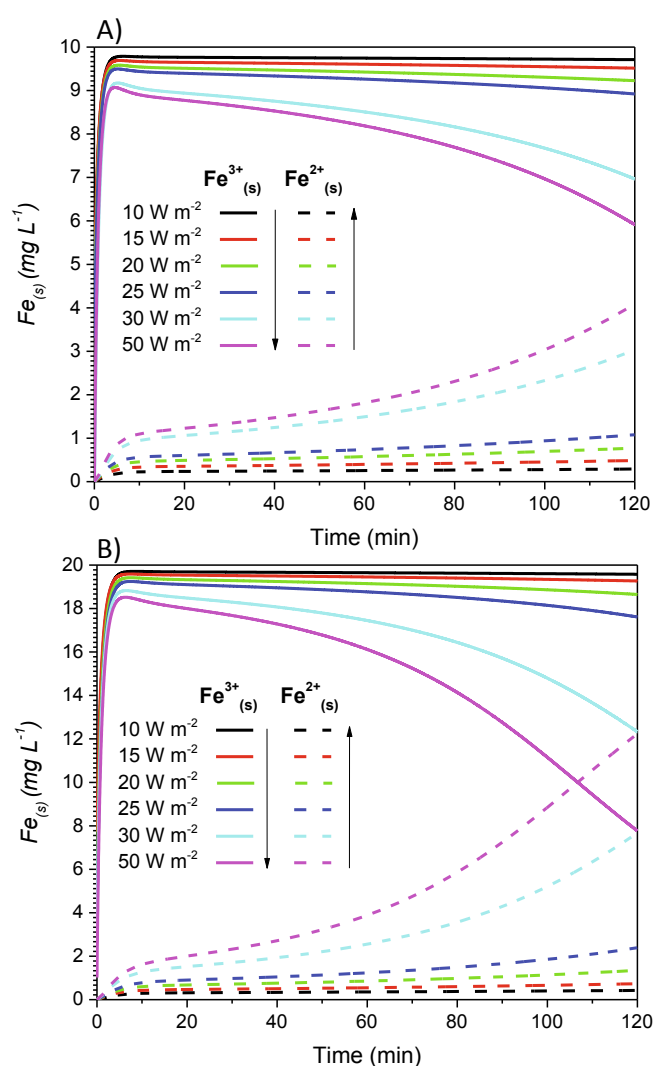 A)
10
9
8
7
6
5
4
3
2
1
0
Fe(s) (mg L-1)
Fe3+(s) Fe2+(s)
10 W m-2
15 W m-2
20 W m-2
25 W m-2
30 W m-2
50 W m-2
0 20 40 60 80 100 120
Time (min)
B)
20
18
16
14
12
10
8
6
4
2
0
Fe(s) (mg L-1)
Fe3+(s) Fe2+(s)
10 W m-2
15 W m-2
20 W m-2
25 W m-2
30 W m-2
50 W m-2
0 20 40 60 80 100 120
Time (min)